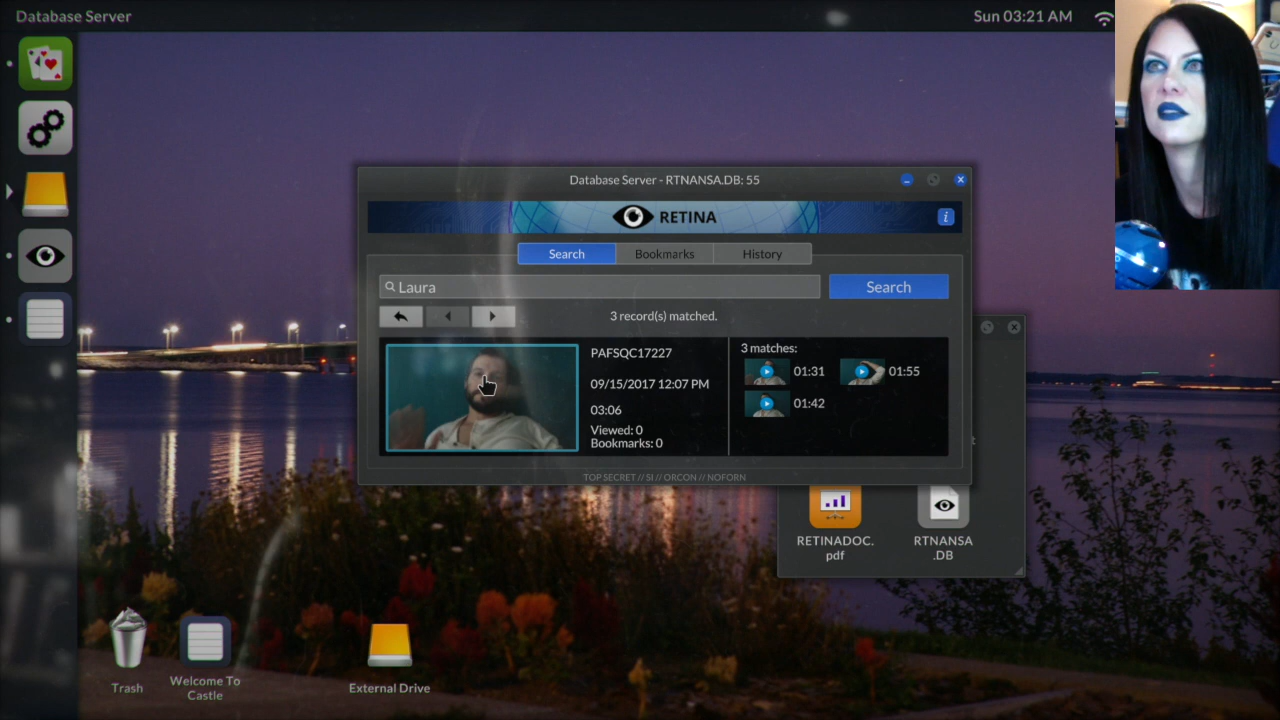 Database Server
Sun 03:21 AM
Database Server - RTNANSA.DB: 55
RETINA
i
Search
Bookmarks
History
Laura
Search
3 record(s) matched.
PAFSQC17227
09/15/2017 12:07 PM
03:06
Viewed: 0
Bookmarks: 0
3 matches:
01:31
01:55
01:42
TOP SECRET // SI // ORCON // NOFORN
RETINADOC.
pdf
RTNANSA
.DB
Trash
Welcome To
Castle
External Drive